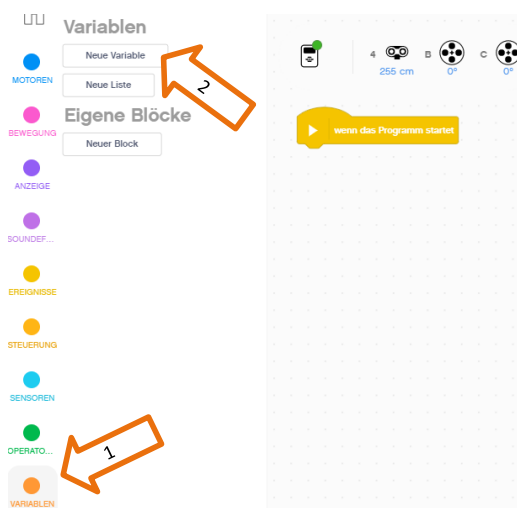 Variablen
Neue Variable
Neue Liste
Eigene Blöcke
Neuer Block
MOTOREN
BEWEGUNG
ANZEIGE
SOUNDEF...
EREIGNISSE
STEUERUNG
SENSOREN
OPERATO...
VARIABLEN
1
2
4
255 cm
B
0°
C
0°
wenn das Programm startet